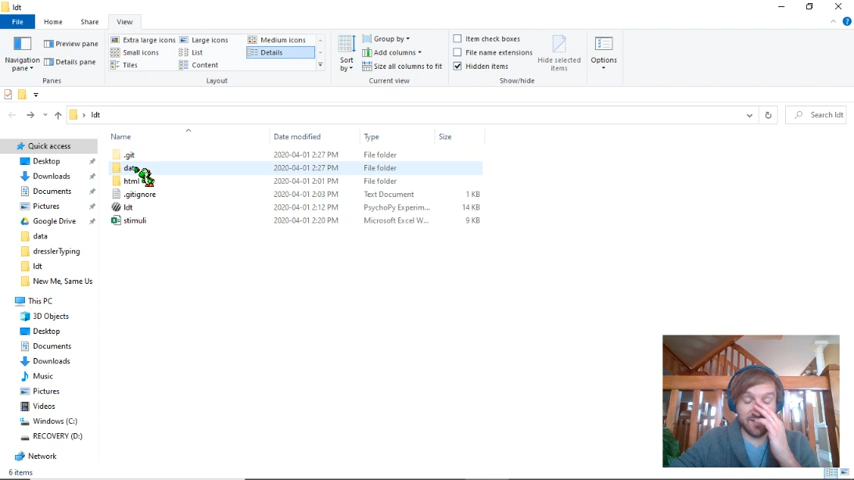 ldt
File Home Share View
Navigation pane
Preview pane
Details pane
Panes
Extra large icons Large icons Medium icons
Small icons List Details
Tiles Content
Layout
Sort by
Group by
Add columns
Size all columns to fit
Current view
Item check boxes
File name extensions
Hidden items
Hide selected items
Show/hide
Options
ldt
Search ldt
Name Date modified Type Size
.git 2020-04-01 2:27 PM File folder
2020-04-01 2:27 PM File folder
html 2020-04-01 2:01 PM File folder
.gitignore 2020-04-01 2:03 PM Text Document 1 KB
ldt 2020-04-01 2:12 PM PsychoPy Experim... 14 KB
stimuli 2020-04-01 2:20 PM Microsoft Excel W... 9 KB
Quick access
Desktop
Downloads
Documents
Pictures
Google Drive
data
dresslerTyping
ldt
New Me, Same Us
This PC
3D Objects
Desktop
Documents
Downloads
Music
Pictures
Videos
Windows (C:)
RECOVERY (D:)
Network
6 items